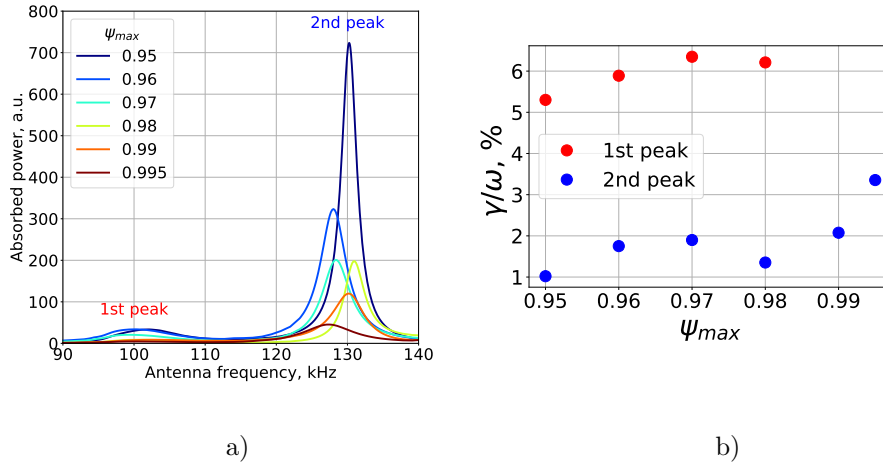 2nd peak
800
700
600
500
400
300
200
100
0
Absorbed power, a.u.
ψmax
0.95
0.96
0.97
0.98
0.99
0.995
1st peak
90 100 110 120 130 140
Antenna frequency, kHz
a)
6
5
4
3
2
1
γ/ω, %
1st peak
2nd peak
0.95 0.96 0.97 0.98 0.99
ψmax
b)